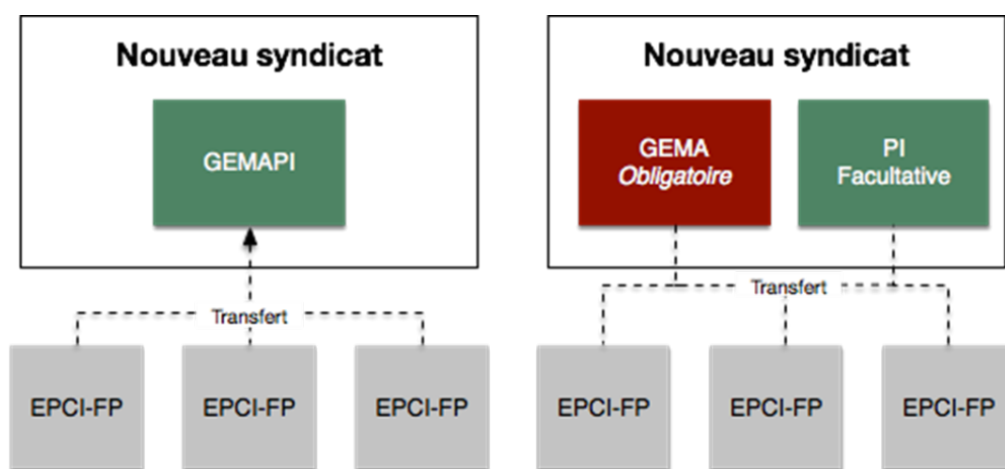 Nouveau syndicat
GEMAPI
Transfert
EPCI-FP
EPCI-FP
EPCI-FP
Nouveau syndicat
GEMA
Obligatoire
PI
Facultative
Transfert
EPCI-FP
EPCI-FP
EPCI-FP